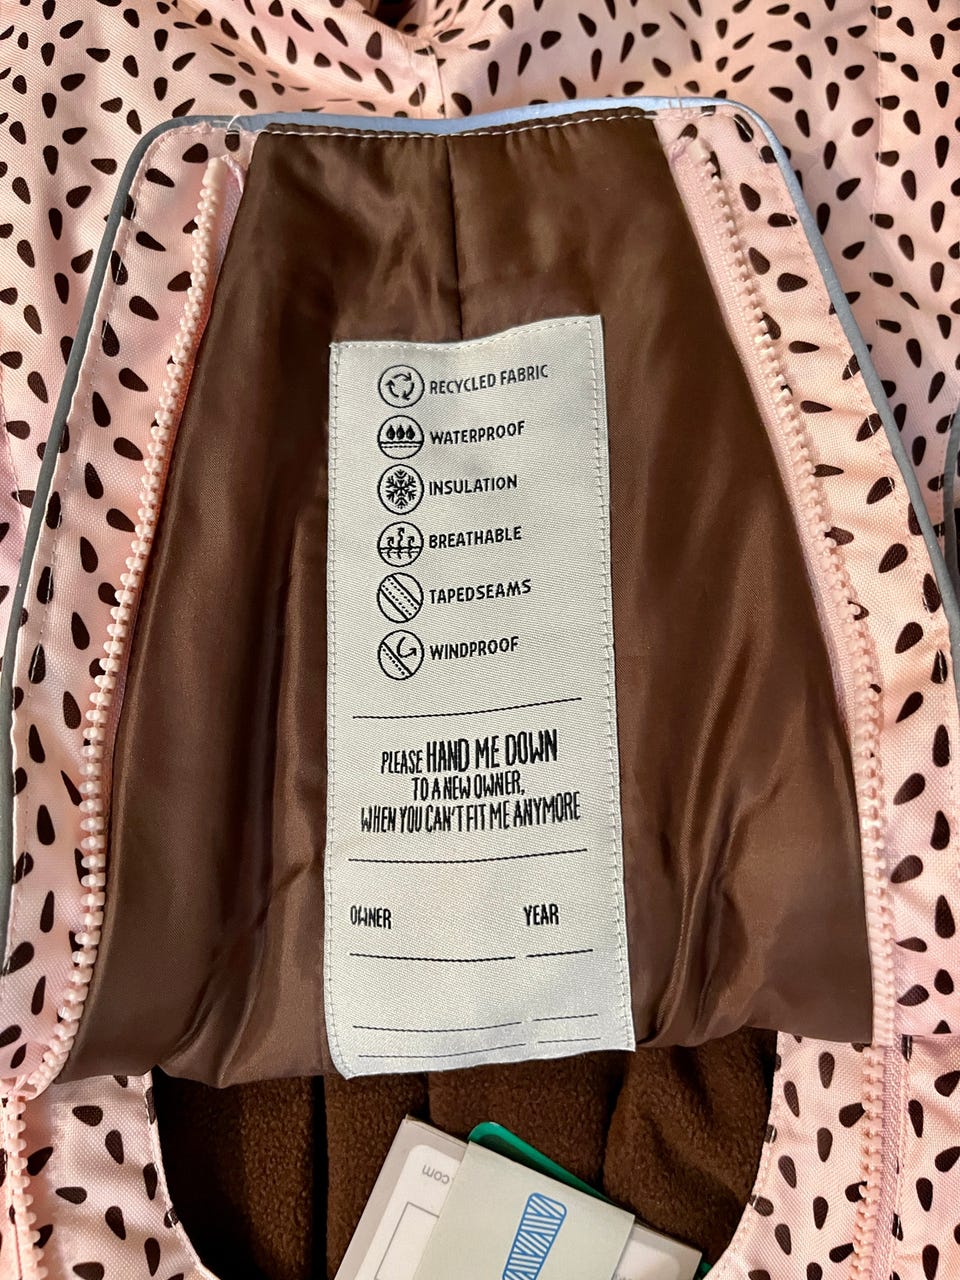 RECYCLED FABRIC
WATERPROOF
INSULATION
BREATHABLE
TAPEDSEAMS
WINDPROOF
PLEASE HAND ME DOWN
TO A NEW OWNER,
WHEN YOU CAN'T FIT ME ANYMORE
OWNER YEAR
.com